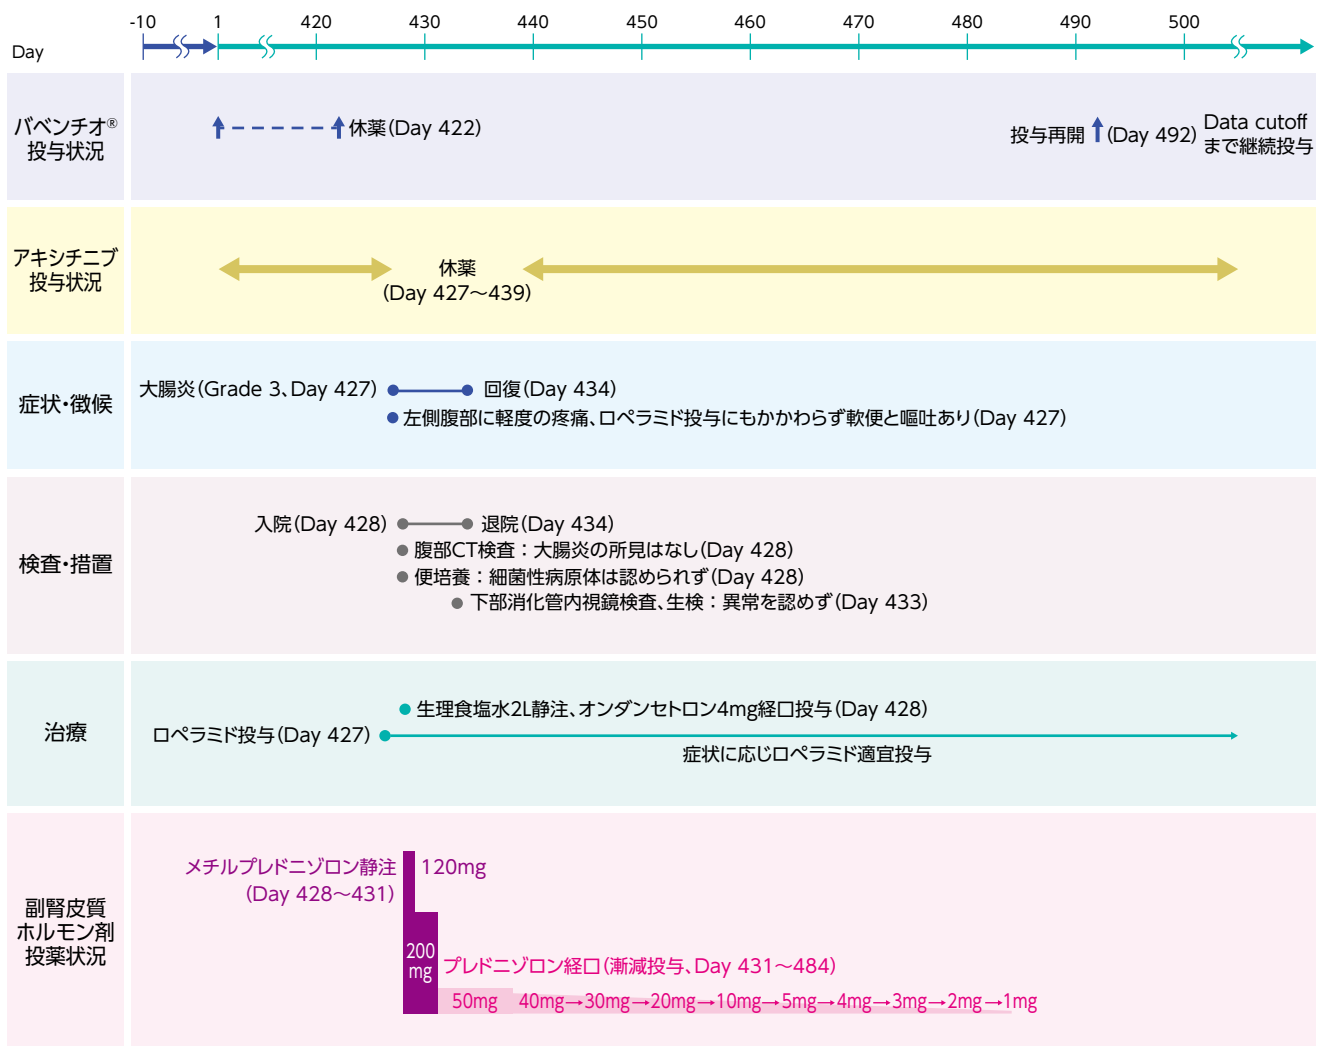 -10 1 420 430 440 450 460 470 480 490 500
Day
バベンチオ®
投与状況
休薬(Day 422)
投与再開
(Day 492)
Data cutoff
まで継続投与
アキシチニブ
投与状況
休薬
(Day 427～439)
症状・徴候
大腸炎(Grade 3、Day 427)
回復(Day 434)
左側腹部に軽度の疼痛、ロペラミド投与にもかかわらず軟便と嘔吐あり(Day 427)
検査・措置
入院(Day 428)
退院(Day 434)
腹部CT検査：大腸炎の所見はなし(Day 428)
便培養：細菌性病原体は認められず(Day 428)
下部消化管内視鏡検査、生検：異常を認めず(Day 433)
治療
生理食塩水2L静注、オンダンセトロン4mg経口投与(Day 428)
ロペラミド投与(Day 427)
症状に応じロペラミド適宜投与
副腎皮質
ホルモン剤
投薬状況
メチルプレドニゾロン静注
(Day 428～431)
120mg
200
mg
プレドニゾロン経口(漸減投与、Day 431～484)
50mg 40mg→30mg→20mg→10mg→5mg→4mg→3mg→2mg→1mg